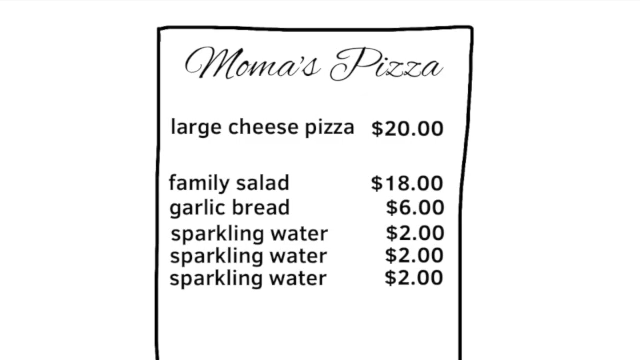 Moma's Pizza
large cheese pizza $20.00
family salad $18.00
garlic bread $6.00
sparkling water $2.00
sparkling water $2.00
sparkling water $2.00